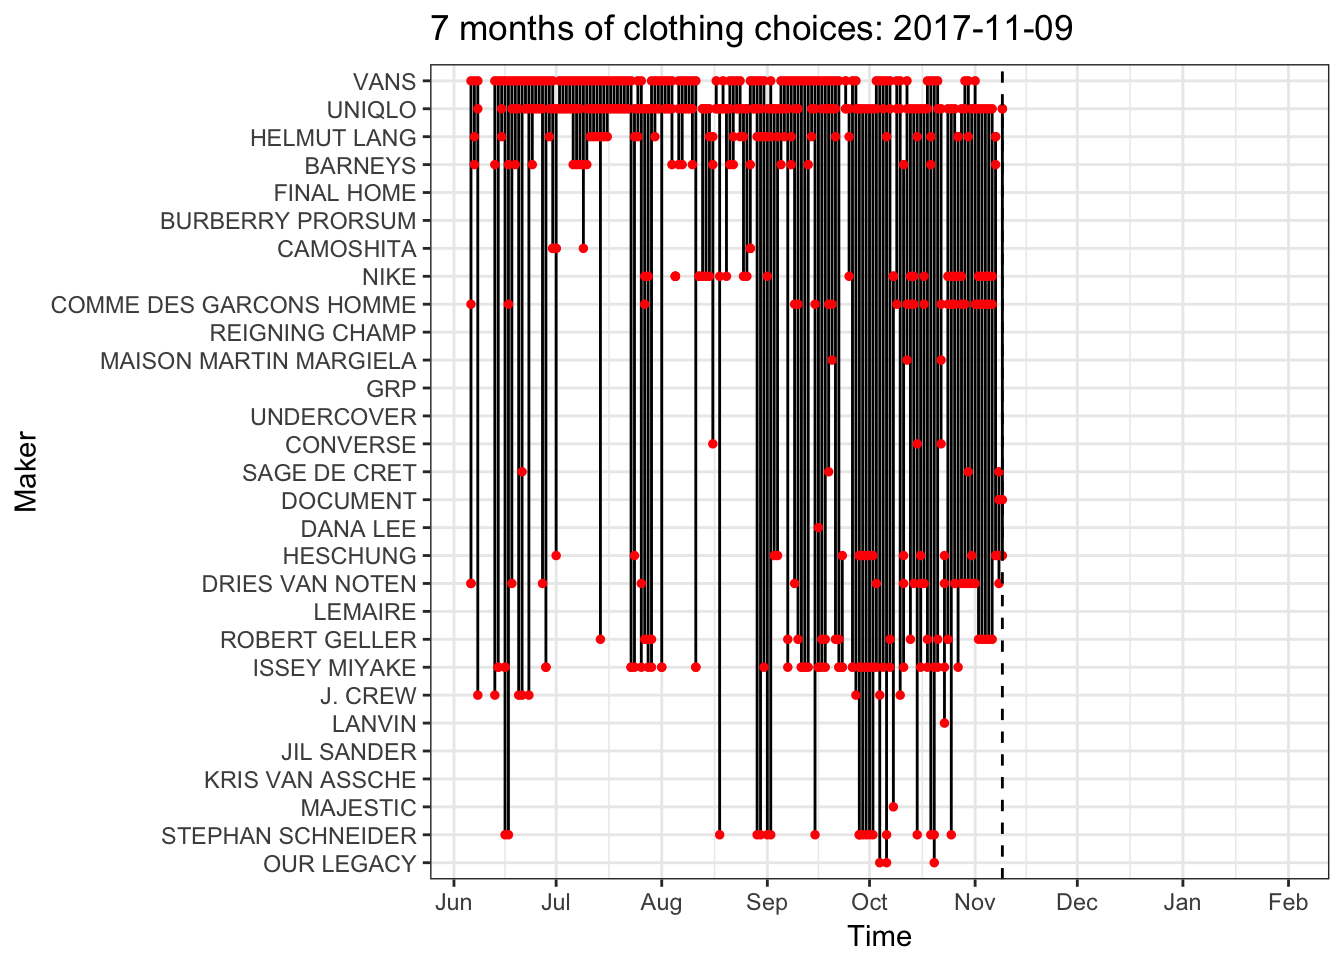 7 months of clothing choices: 2017-11-09
Maker
VANS
UNIQLO
HELMUT LANG
BARNEYS
FINAL HOME
BURBERRY PRORSUM
CAMOSHITA
NIKE
COMME DES GARCONS HOMME
REIGNING CHAMP
MAISON MARTIN MARGIELA
GRP
UNDERCOVER
CONVERSE
SAGE DE CRET
DOCUMENT
DANA LEE
HESCHUNG
DRIES VAN NOTEN
LEMAIRE
ROBERT GELLER
ISSEY MIYAKE
J. CREW
LANVIN
JIL SANDER
KRIS VAN ASSCHE
MAJESTIC
STEPHAN SCHNEIDER
OUR LEGACY
Jun Jul Aug Sep Oct Nov Dec Jan Feb
Time